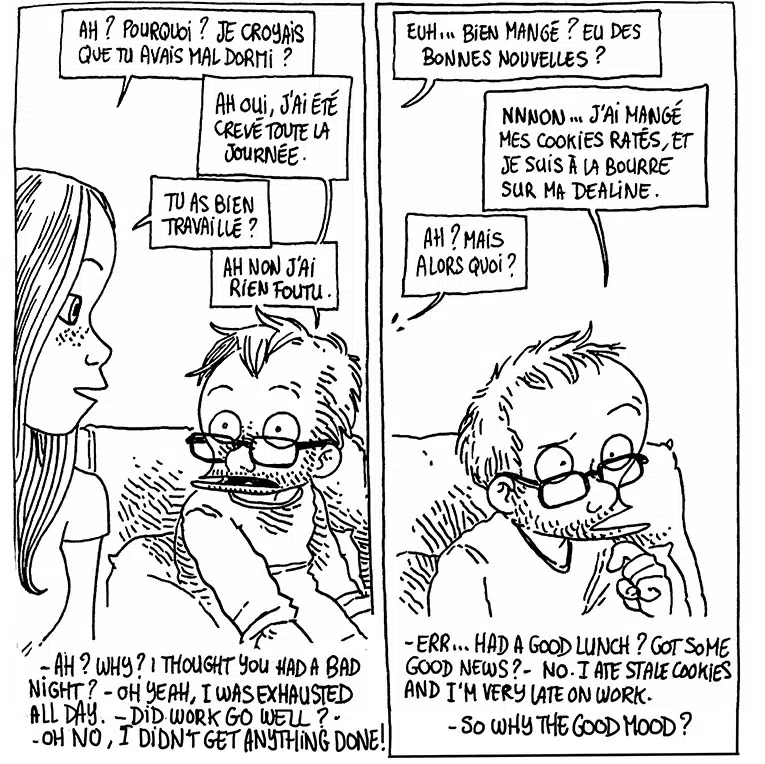 AH ? POURQUOI ? JE CROYAIS
QUE TU AVAIS MAL DORMI ?
AH OUI, J'AI ÉTÉ
CREVÉ TOUTE LA
JOURNÉE.
TU AS BIEN
TRAVAILLÉ ?
AH NON J'AI
RIEN FOUTU.
- AH ? WHY ? I THOUGHT YOU HAD A BAD
NIGHT ? - OH YEAH, I WAS EXHAUSTED
ALL DAY. - DID WORK GO WELL ? -
- OH NO, I DIDN'T GET ANYTHING DONE!
EUH... BIEN MANGÉ ? EU DES
BONNES NOUVELLES ?
NNNON... J'AI MANGÉ
MES COOKIES RATÉS, ET
JE SUIS À LA BOURRE
SUR MA DEALINE.
AH ? MAIS
ALORS QUOI ?
- ERR... HAD A GOOD LUNCH ? GOT SOME
GOOD NEWS ? - NO. I ATE STALE COOKIES
AND I'M VERY LATE ON WORK.
- SO WHY THE GOOD MOOD ?